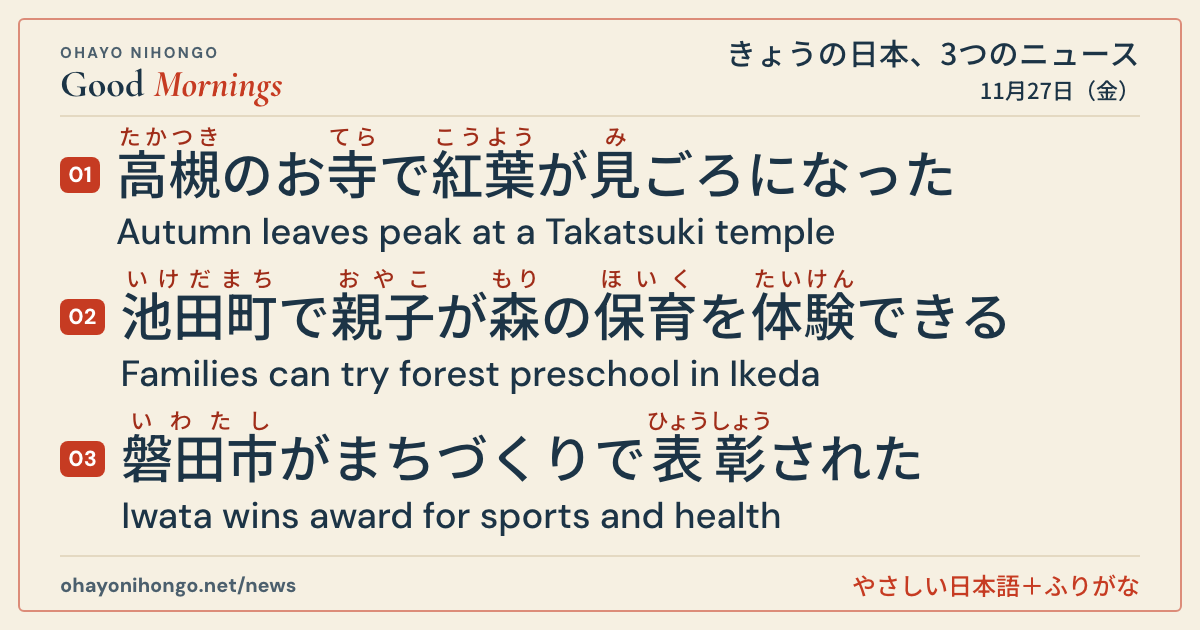 OHAYO NIHONGO
Good Mornings
きょうの日本、3つのニュース
11月27日（金）
たかつき てら こうよう み
01 高槻のお寺で紅葉が見ごろになった
Autumn leaves peak at a Takatsuki temple
いけだまち おやこ もり ほいく たいけん
02 池田町で親子が森の保育を体験できる
Families can try forest preschool in Ikeda
いわたし ひょうしょう
03 磐田市がまちづくりで表彰された
Iwata wins award for sports and health
ohayonihongo.net/news
やさしい日本語＋ふりがな